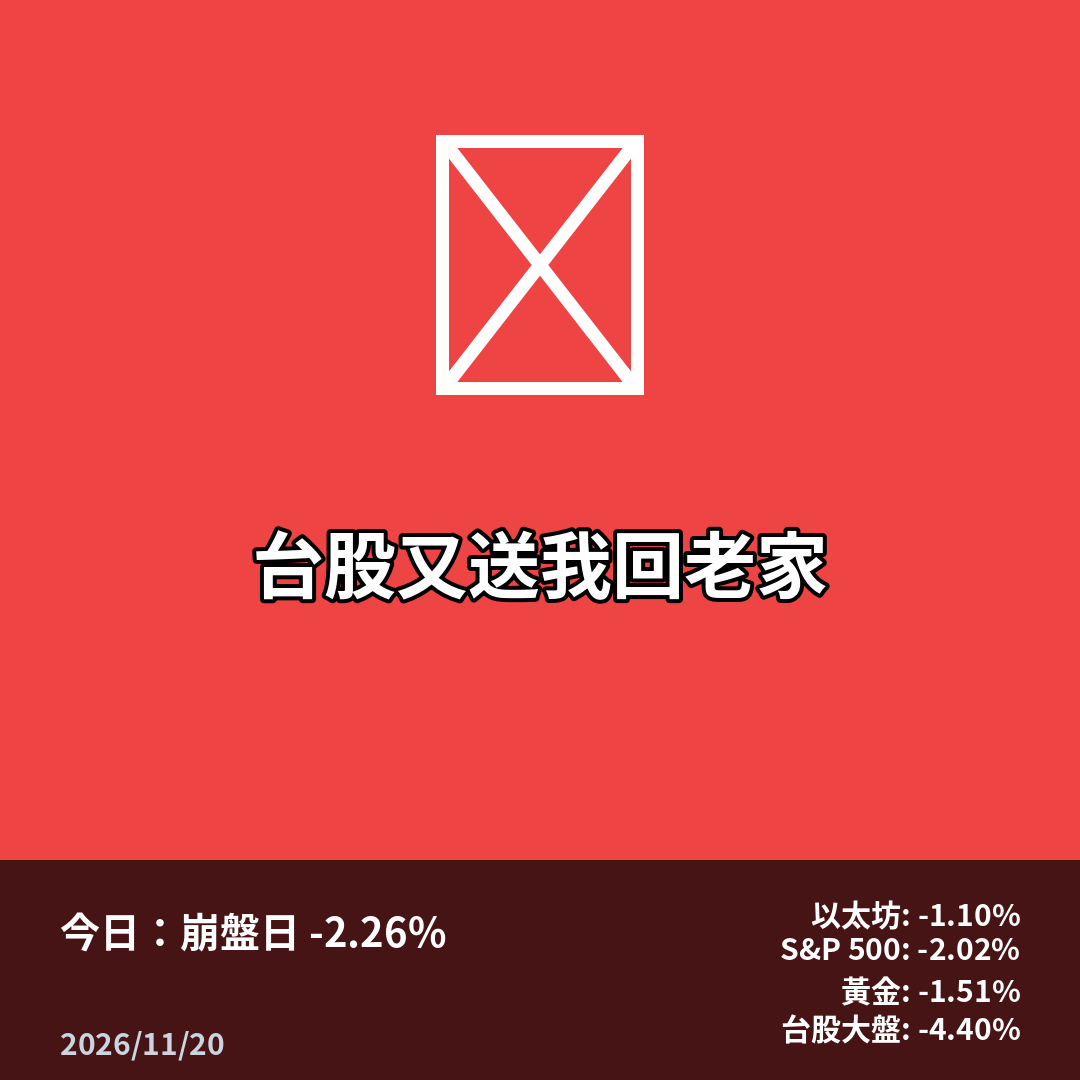 台股又送我回老家
今日：崩盤日 -2.26%
2026/11/20
以太坊: -1.10%
S&P 500: -2.02%
黃金: -1.51%
台股大盤: -4.40%